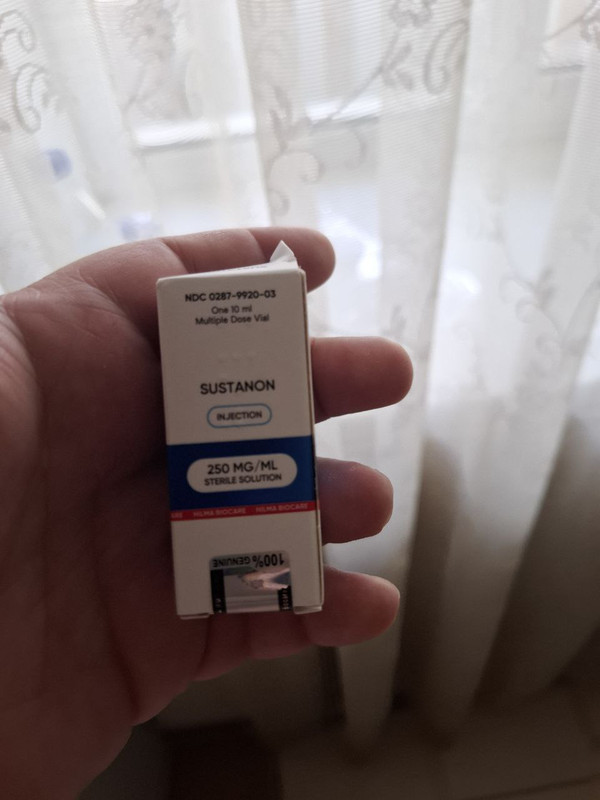 NDC 0287-9920-03
One 10 ml
Multiple Dose Vial
SUSTANON
INJECTION
250 MG/ML
STERILE SOLUTION
HILMA BIOCARE HILMA BIOCARE
100% GENUINE